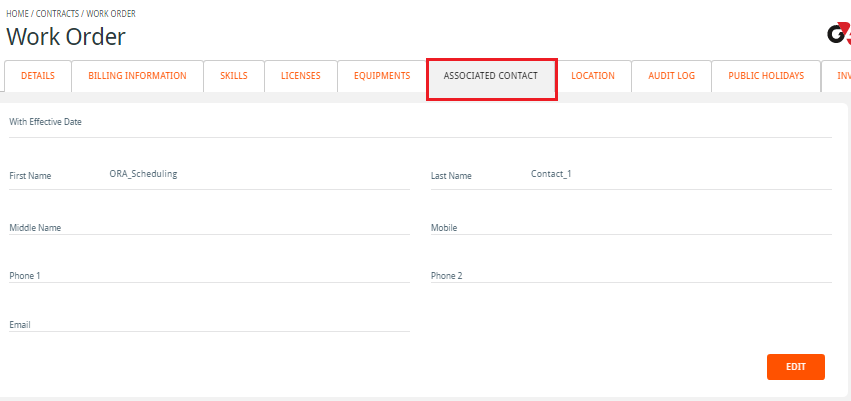 HOME / CONTRACTS / WORK ORDER
Work Order
DETAILS BILLING INFORMATION SKILLS LICENSES EQUIPMENTS ASSOCIATED CONTACT LOCATION AUDIT LOG PUBLIC HOLIDAYS INV
With Effective Date
First Name ORA_Scheduling Last Name Contact_1
Middle Name Mobile
Phone 1 Phone 2
Email
EDIT